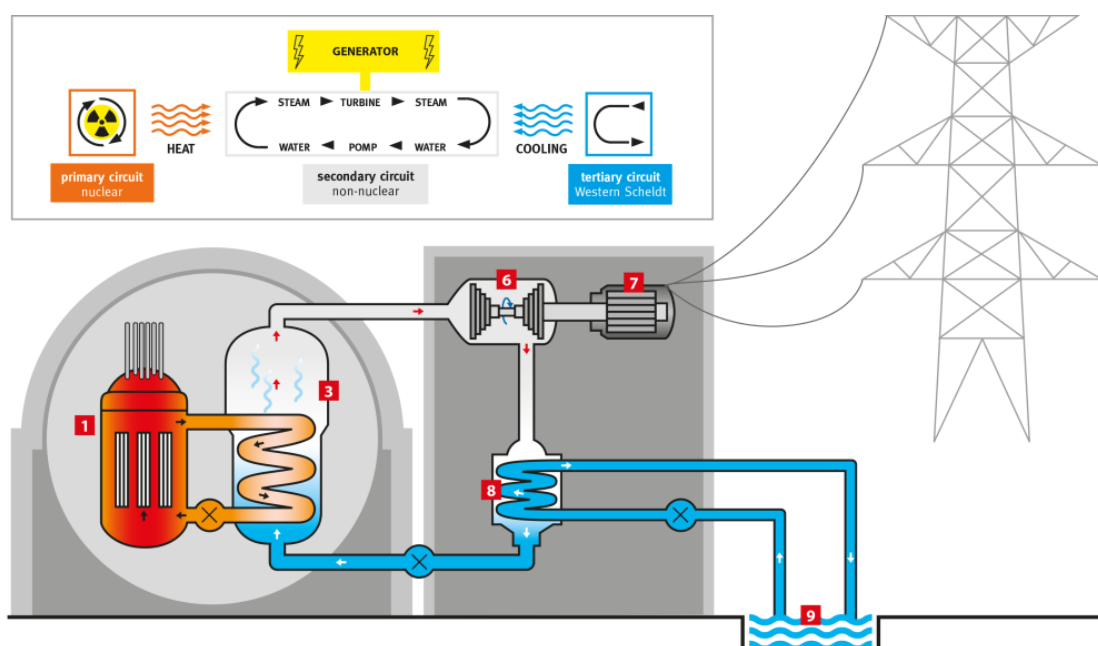 GENERATOR
STEAM TURBINE STEAM
HEAT
WATER POMP WATER
COOLING
primary circuit
nuclear
secondary circuit
non-nuclear
tertiary circuit
Western Scheldt
6
7
3
1
8
9